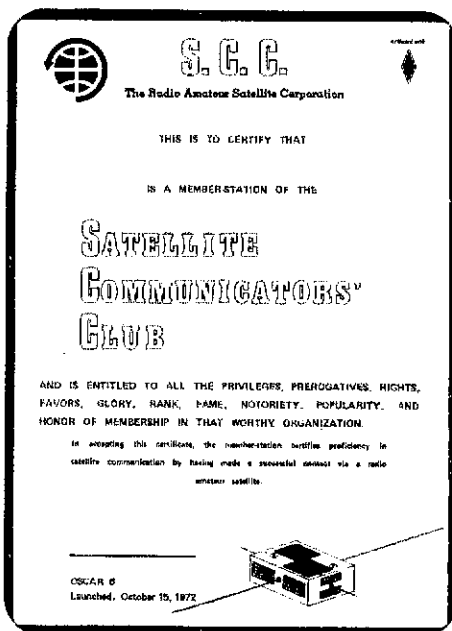 affiliated with
S. C. C.
The Radio Amateur Satellite Corporation
THIS IS TO CERTIFY THAT
IS A MEMBER-STATION OF THE
SATELLITE
COMMUNICATORS'
CLUB
AND IS ENTITLED TO ALL THE PRIVILEGES, PREROGATIVES, RIGHTS,
FAVORS, GLORY, RANK, FAME, NOTORIETY, POPULARITY, AND
HONOR OF MEMBERSHIP IN THAT WORTHY ORGANIZATION.
In accepting this certificate, the member-station certifies proficiency in
satellite communication by having made a successful contact via a radio
amateur satellite.
OSCAR 6
Launched, October 15, 1972